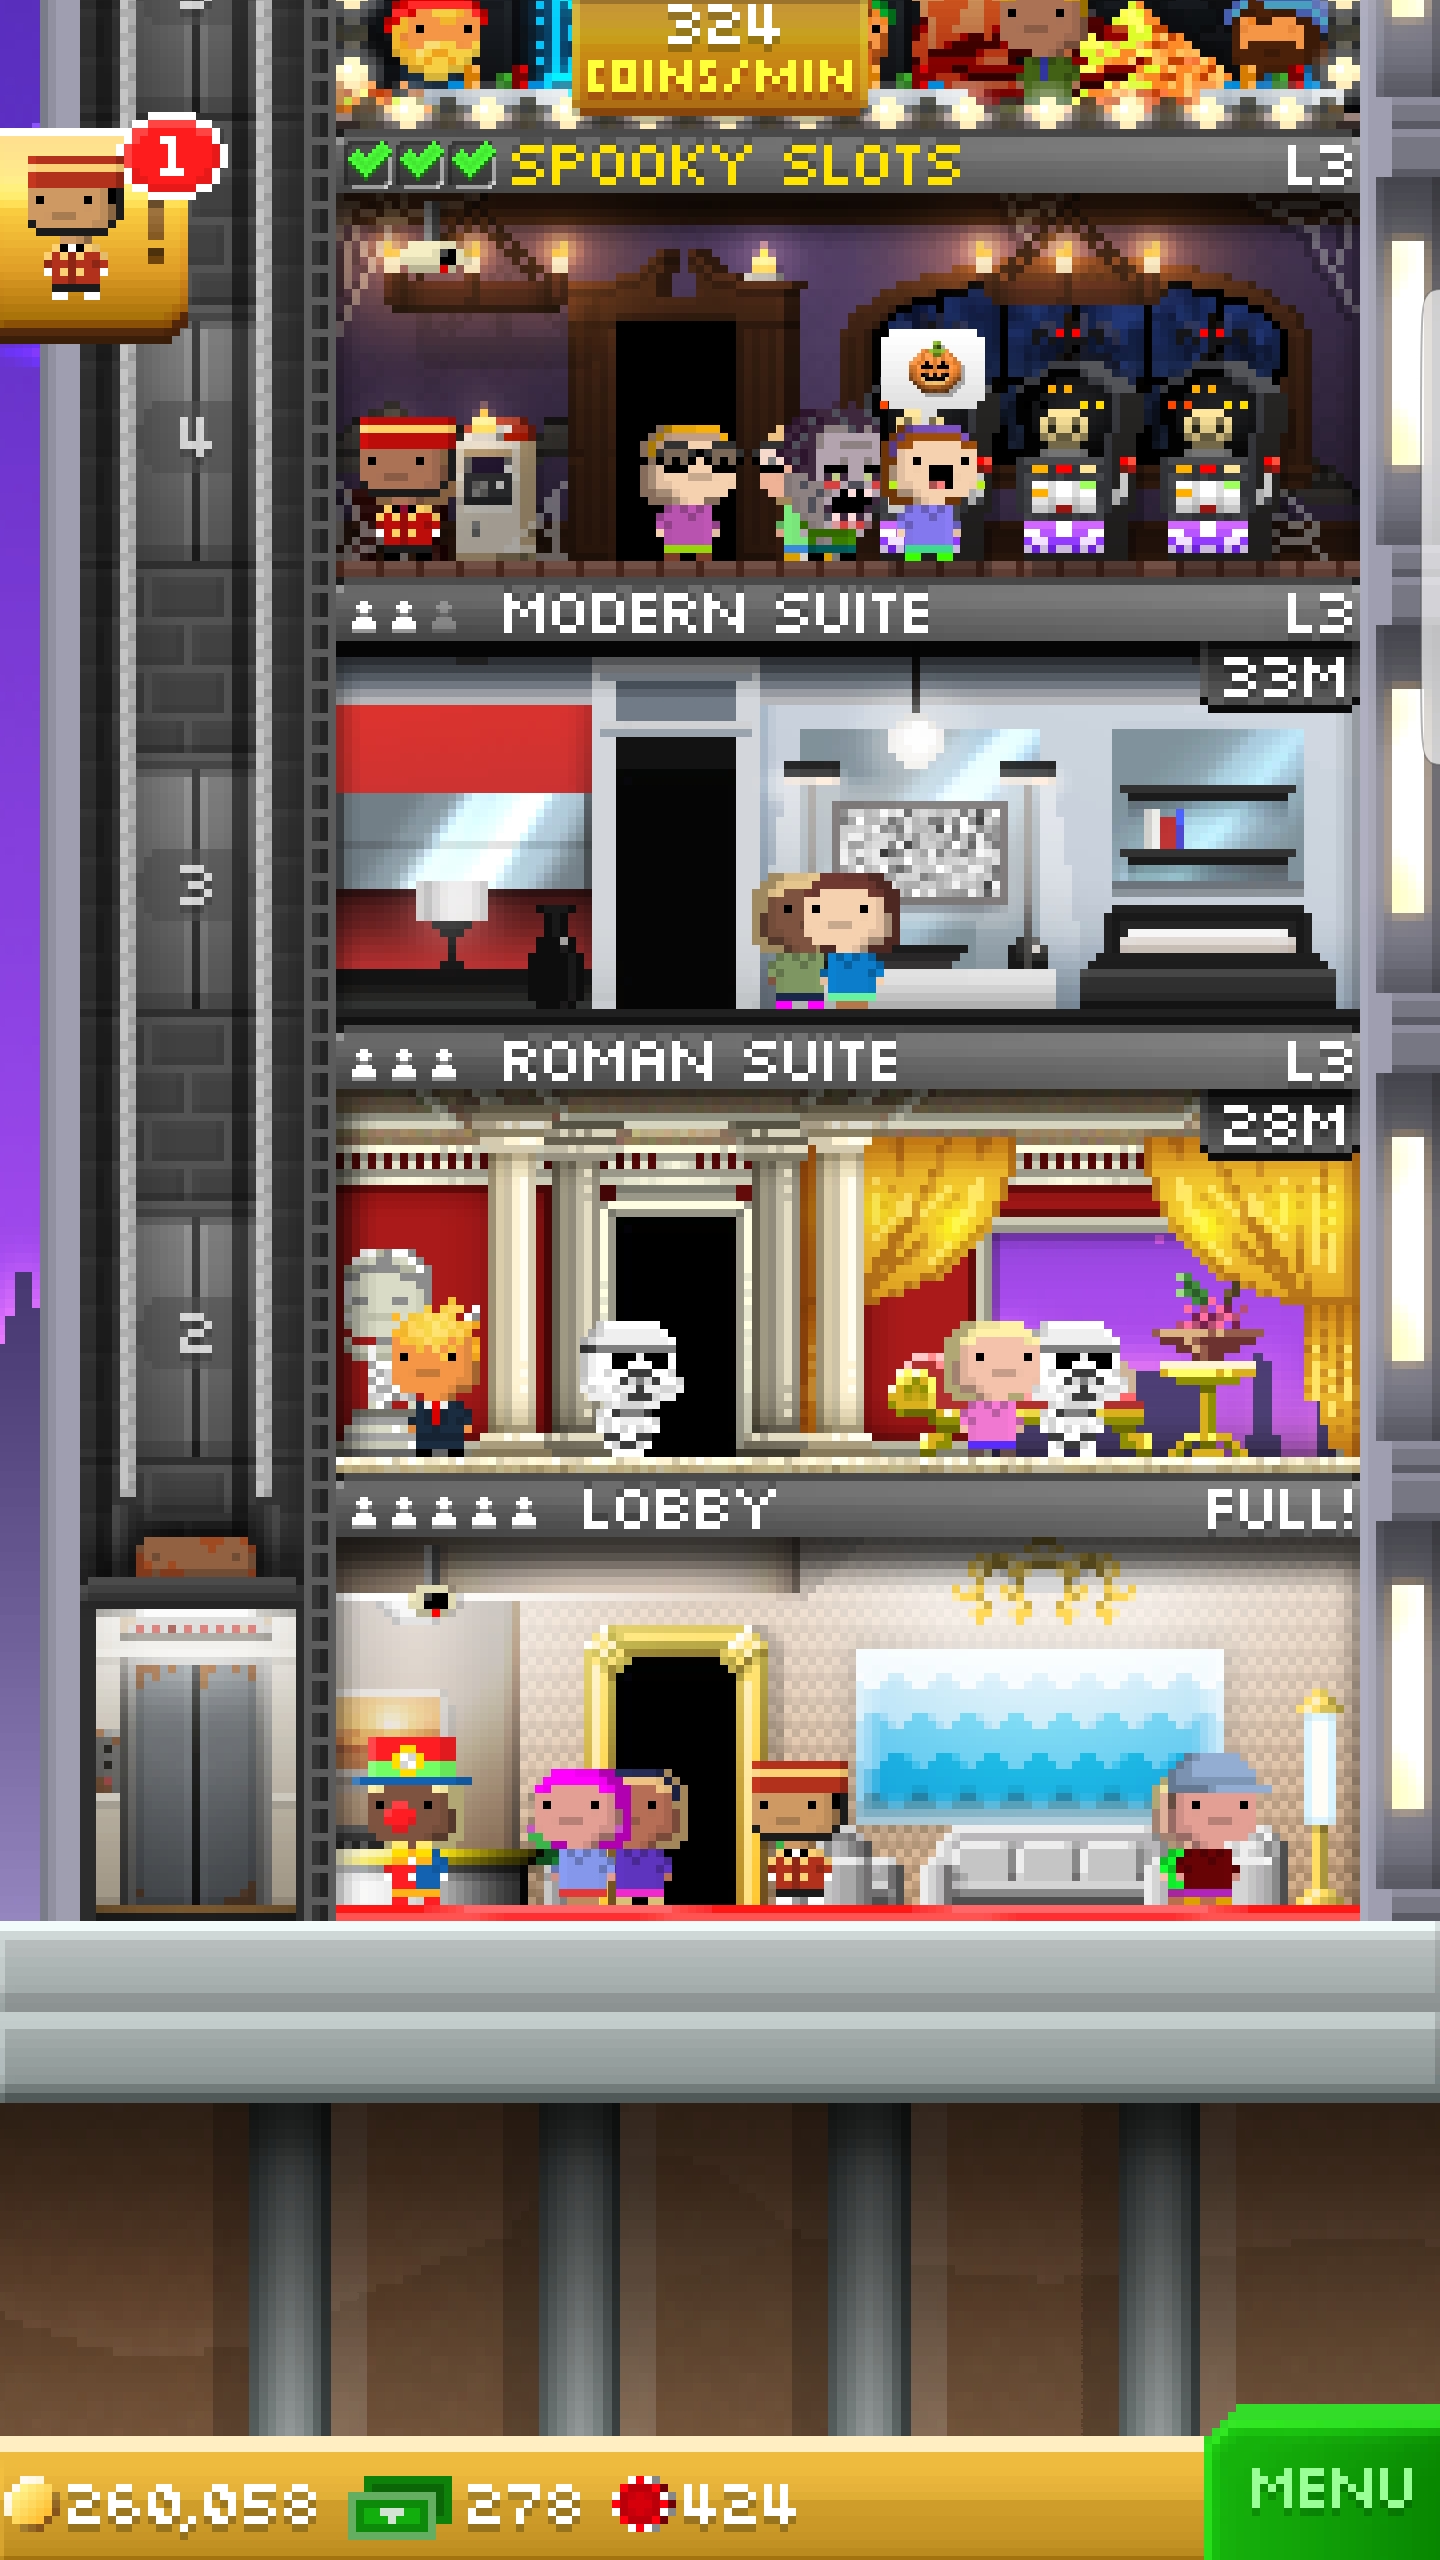 324
COINS/MIN
1
!
SPOOKY SLOTS L3
4
MODERN SUITE L3
33M
3
ROMAN SUITE L3
28M
2
LOBBY FULL!
260,058 278 424
MENU